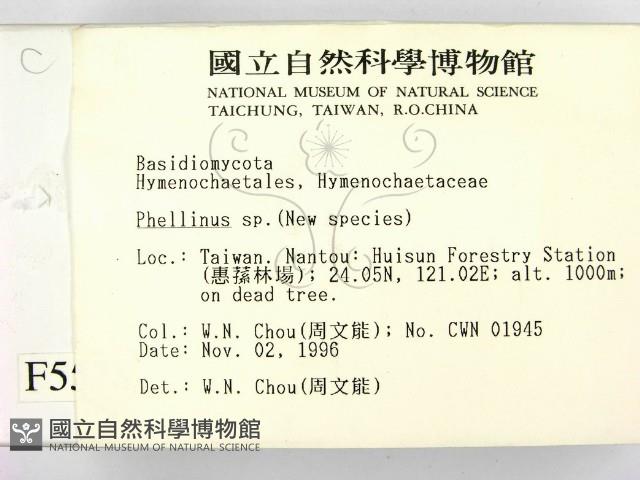 C
國立自然科學博物館
NATIONAL MUSEUM OF NATURAL SCIENCE
TAICHUNG, TAIWAN, R.O.CHINA
Basidiomycota
Hymenochaetales, Hymenochaetaceae
Phellinus sp.(New species)
Loc.: Taiwan. Nantou: Huisun Forestry Station
(惠蓀林場); 24.05N, 121.02E; alt. 1000m;
on dead tree.
Col.: W.N. Chou(周文能); No. CWN 01945
Date: Nov. 02, 1996
Det.: W.N. Chou(周文能)
國立自然科學博物館
NATIONAL MUSEUM OF NATURAL SCIENCE